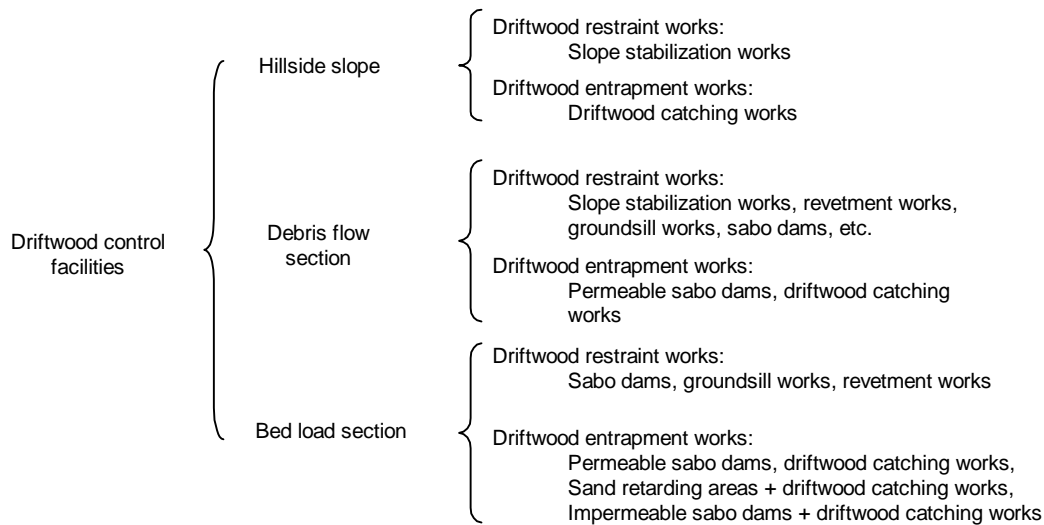 Driftwood control
facilities
Hillside slope
Driftwood restraint works:
Slope stabilization works
Driftwood entrapment works:
Driftwood catching works
Debris flow
section
Driftwood restraint works:
Slope stabilization works, revetment works,
groundsill works, sabo dams, etc.
Driftwood entrapment works:
Permeable sabo dams, driftwood catching
works
Bed load section
Driftwood restraint works:
Sabo dams, groundsill works, revetment works
Driftwood entrapment works:
Permeable sabo dams, driftwood catching works,
Sand retarding areas + driftwood catching works,
Impermeable sabo dams + driftwood catching works